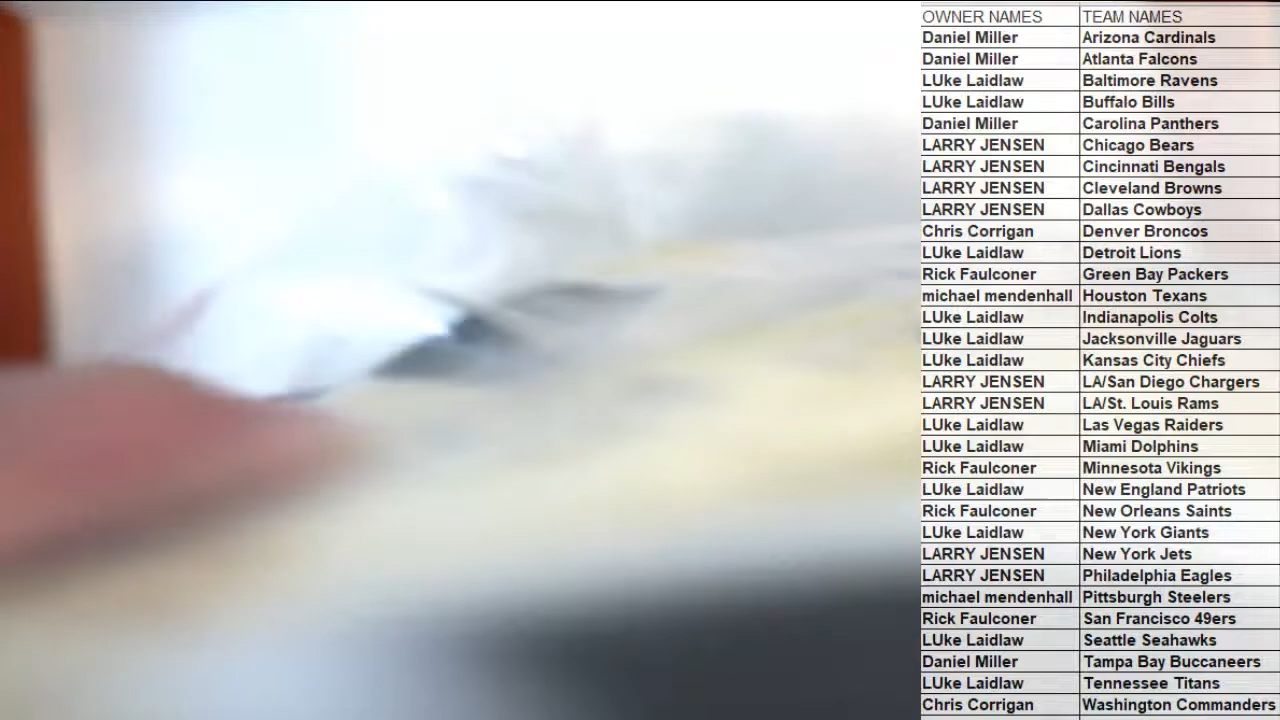 OWNER NAMES TEAM NAMES
Daniel Miller Arizona Cardinals
Daniel Miller Atlanta Falcons
LUke Laidlaw Baltimore Ravens
LUke Laidlaw Buffalo Bills
Daniel Miller Carolina Panthers
LARRY JENSEN Chicago Bears
LARRY JENSEN Cincinnati Bengals
LARRY JENSEN Cleveland Browns
LARRY JENSEN Dallas Cowboys
Chris Corrigan Denver Broncos
LUke Laidlaw Detroit Lions
Rick Faulconer Green Bay Packers
michael mendenhall Houston Texans
LUke Laidlaw Indianapolis Colts
LUke Laidlaw Jacksonville Jaguars
LUke Laidlaw Kansas City Chiefs
LARRY JENSEN LA/San Diego Chargers
LARRY JENSEN LA/St. Louis Rams
LUke Laidlaw Las Vegas Raiders
LUke Laidlaw Miami Dolphins
Rick Faulconer Minnesota Vikings
LUke Laidlaw New England Patriots
Rick Faulconer New Orleans Saints
LUke Laidlaw New York Giants
LARRY JENSEN New York Jets
LARRY JENSEN Philadelphia Eagles
michael mendenhall Pittsburgh Steelers
Rick Faulconer San Francisco 49ers
LUke Laidlaw Seattle Seahawks
Daniel Miller Tampa Bay Buccaneers
LUke Laidlaw Tennessee Titans
Chris Corrigan Washington Commanders